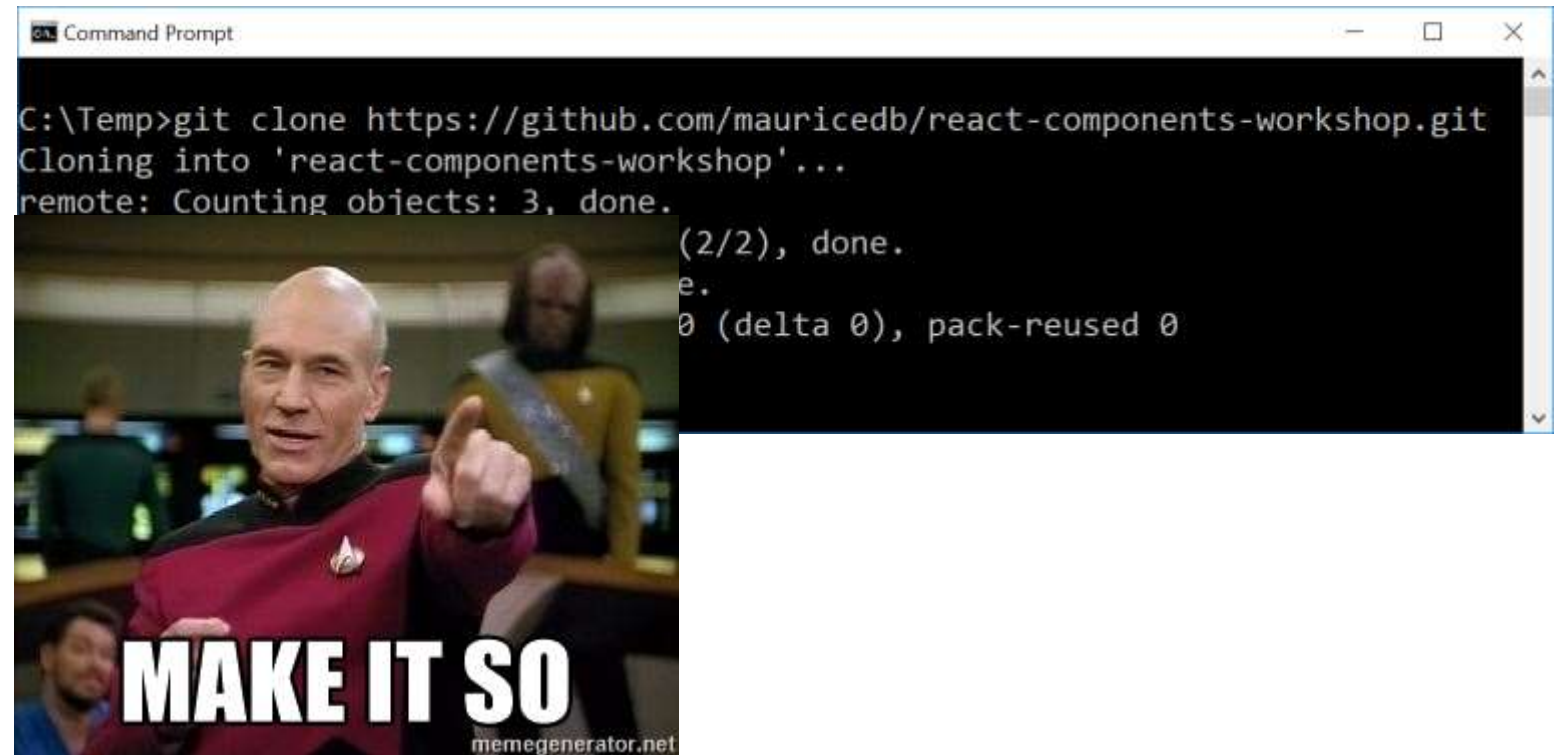 Command Prompt
C:\Temp>git clone https://github.com/mauricedb/react-components-workshop.git
Cloning into 'react-components-workshop'...
remote: Counting objects: 3, done.
(2/2), done.
e.
0 (delta 0), pack-reused 0
MAKE IT SO
memegenerator.net